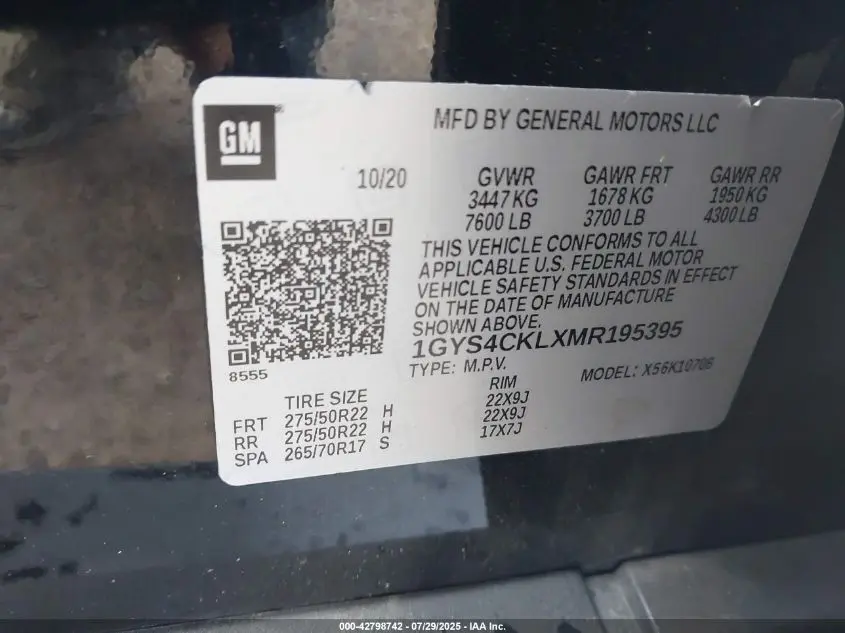 GM
MFD BY GENERAL MOTORS LLC
10/20
GVWR GAWR FRT GAWR RR
3447 KG 1678 KG 1950 KG
7600 LB 3700 LB 4300 LB
THIS VEHICLE CONFORMS TO ALL
APPLICABLE U.S. FEDERAL MOTOR
VEHICLE SAFETY STANDARDS IN EFFECT
ON THE DATE OF MANUFACTURE
SHOWN ABOVE.
1GYS4CKLXMR195395
8555
TYPE: M.P.V. MODEL: X56K10706
TIRE SIZE RIM
FRT 275/50R22 H 22X9J
RR 275/50R22 H 22X9J
SPA 265/70R17 S 17X7J
000-42798742 / 07/29/2025 - IAA Inc.